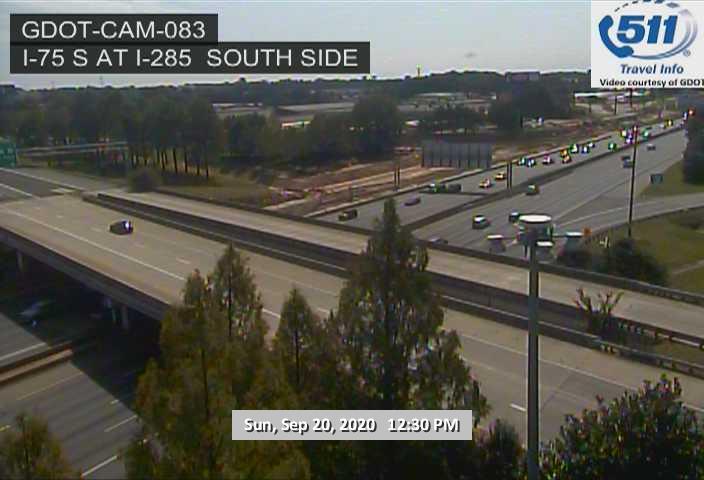 GDOT-CAM-083
I-75 S AT I-285 SOUTH SIDE
511
Travel Info
Video courtesy of GDOT
Sun, Sep 20, 2020 12:30 PM